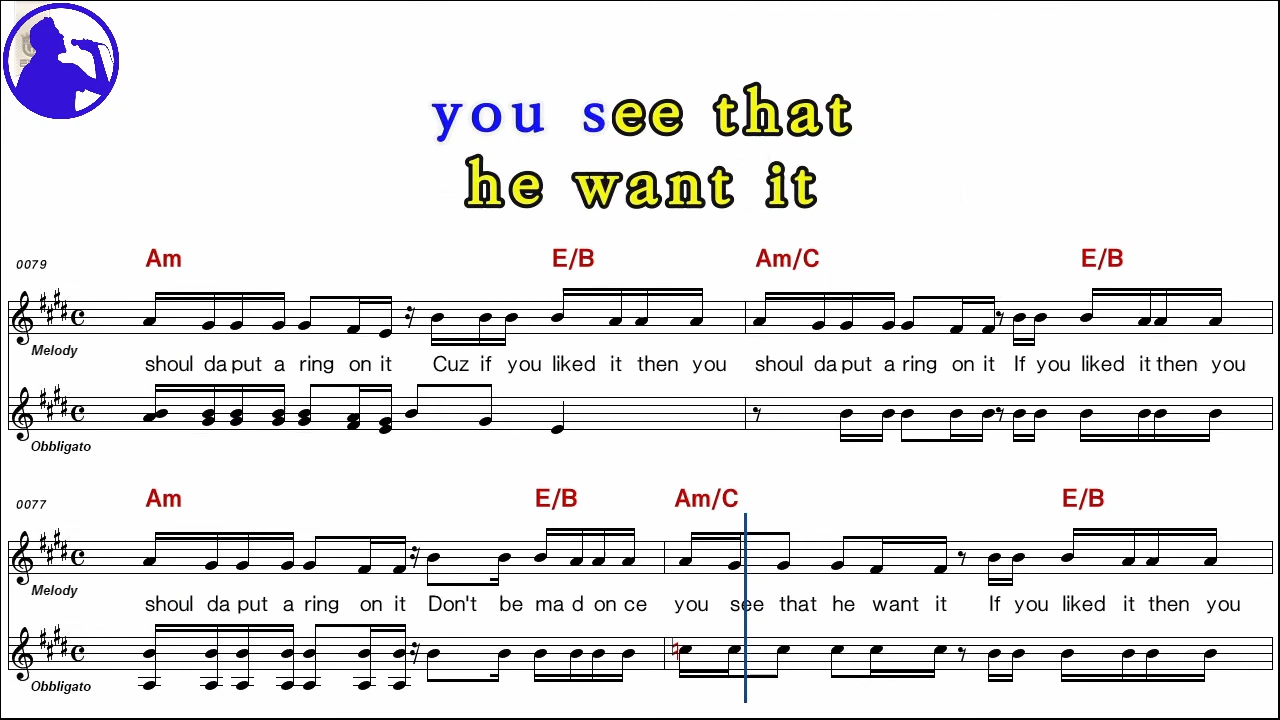 you see that
he want it
0079 Am E/B Am/C E/B
Melody
shoul da put a ring on it Cuz if you liked it then you shoul da put a ring on it If you liked it then you
Obbligato
0077 Am E/B Am/C E/B
Melody
shoul da put a ring on it Don't be ma d on ce you see that he want it If you liked it then you
Obbligato